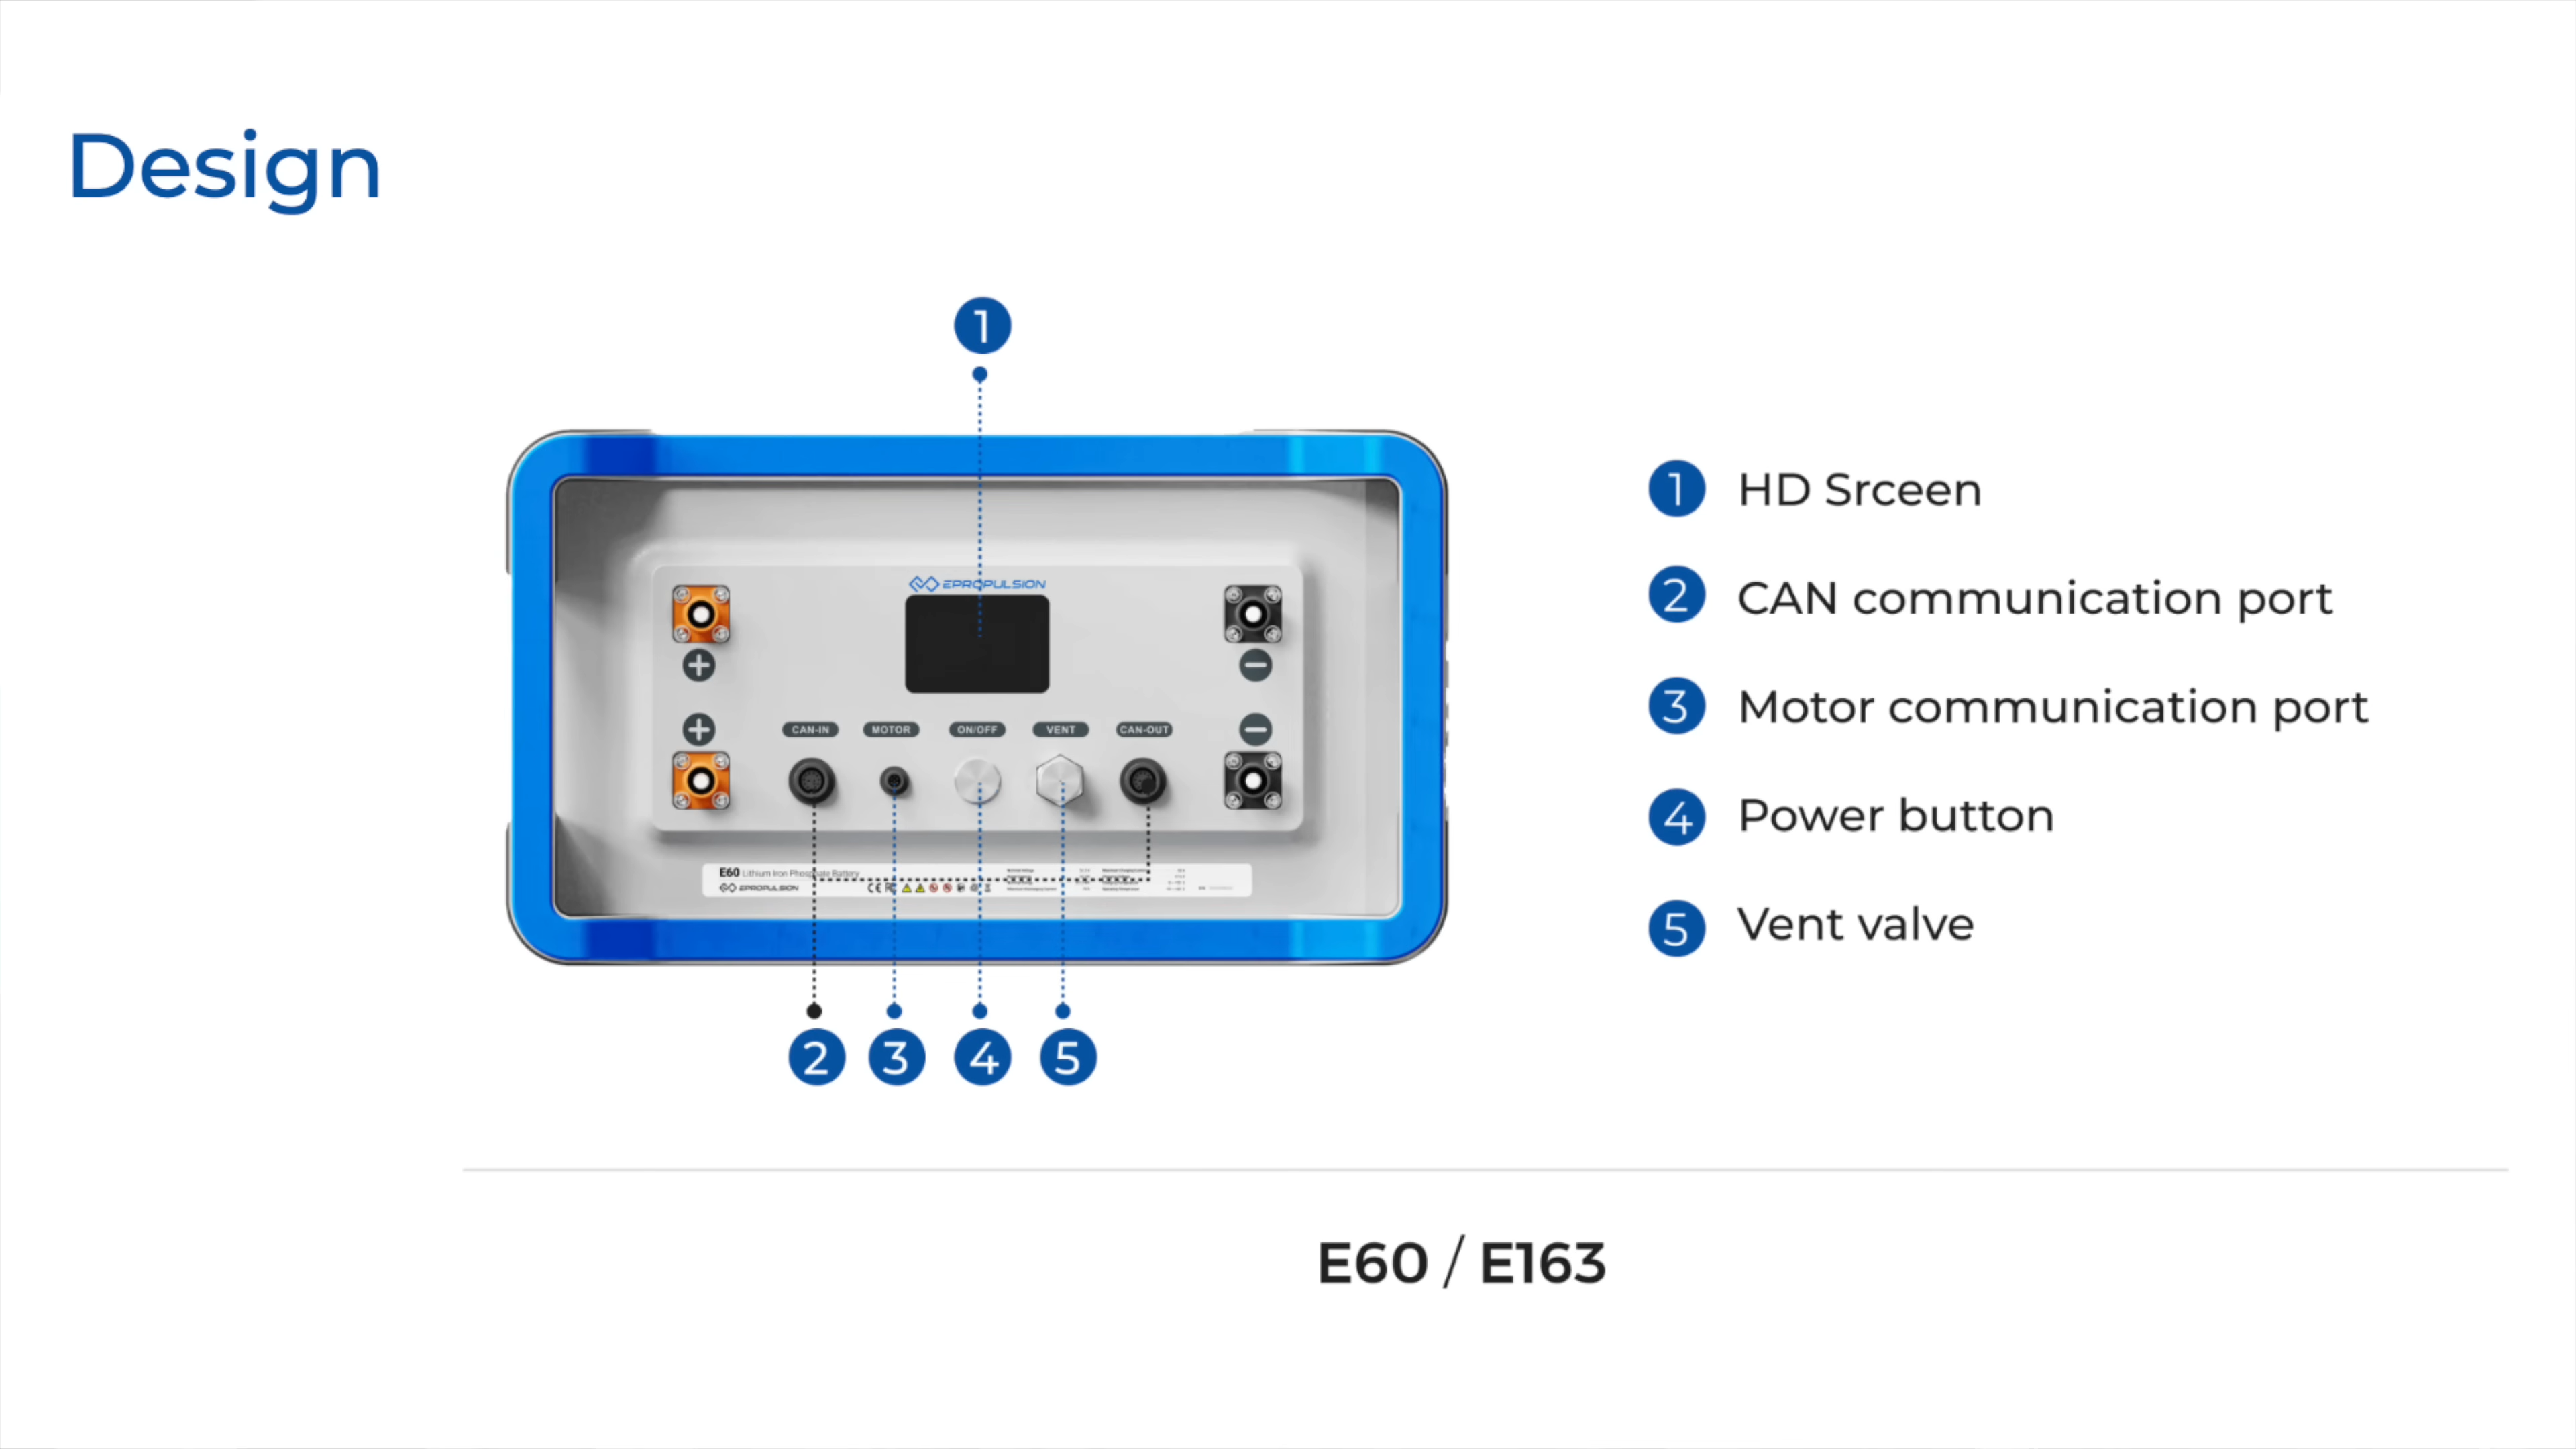 Design
1
EPROPULSION
+
−
+
−
CAN-IN MOTOR ON/OFF VENT CAN-OUT
E60 Lithium Iron Phosphate Battery
EPROPULSION
2 3 4 5
1 HD Srceen
2 CAN communication port
3 Motor communication port
4 Power button
5 Vent valve
E60 / E163